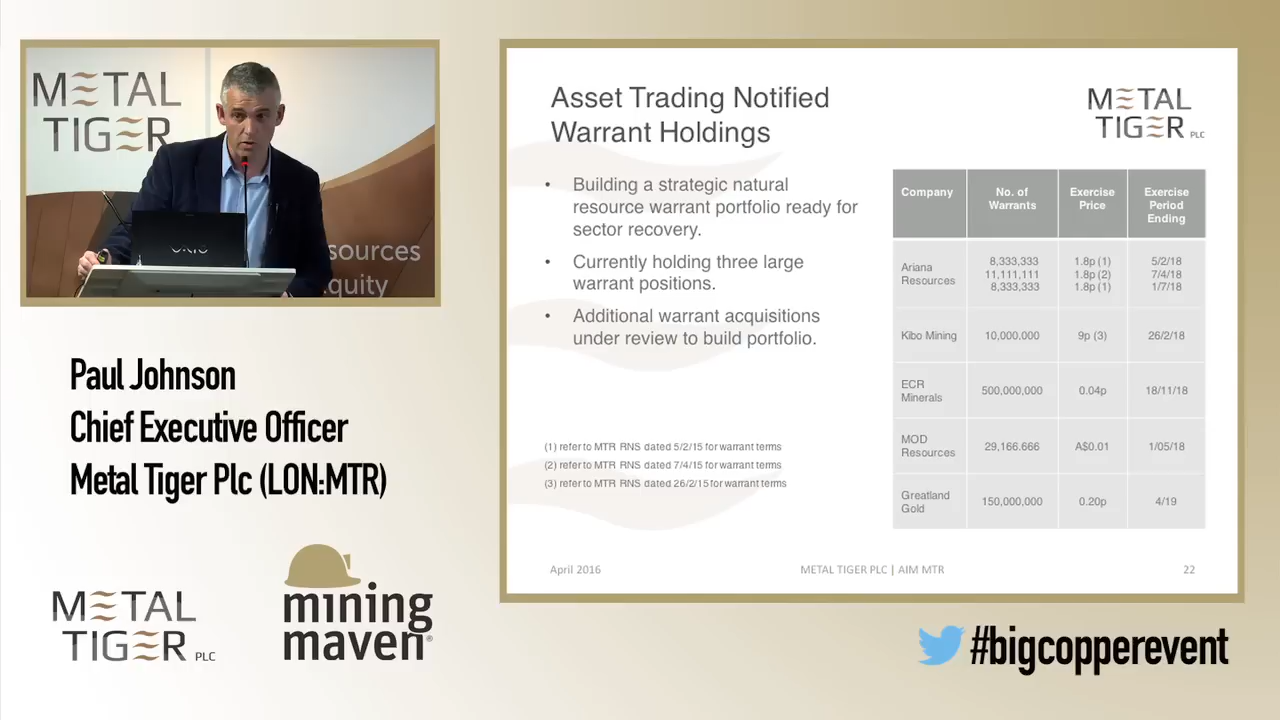 METAL
TIGER
sources
quity
Paul Johnson
Chief Executive Officer
Metal Tiger Plc (LON:MTR)
METAL
TIGER PLC
mining
maven®
Asset Trading Notified
Warrant Holdings
METAL
TIGER PLC
• Building a strategic natural
resource warrant portfolio ready for
sector recovery.
• Currently holding three large
warrant positions.
• Additional warrant acquisitions
under review to build portfolio.
(1) refer to MTR RNS dated 5/2/15 for warrant terms
(2) refer to MTR RNS dated 7/4/15 for warrant terms
(3) refer to MTR RNS dated 26/2/15 for warrant terms
Company No. of Warrants Exercise Price Exercise Period Ending
Ariana Resources 8,333,333 1.8p (1) 5/2/18
11,111,111 1.8p (2) 7/4/18
8,333,333 1.8p (1) 1/7/18
Kibo Mining 10,000,000 9p (3) 26/2/18
ECR Minerals 500,000,000 0.04p 18/11/18
MOD Resources 29,166.666 A$0.01 1/05/18
Greatland Gold 150,000,000 0.20p 4/19
April 2016 METAL TIGER PLC | AIM MTR 22
#bigcopperevent